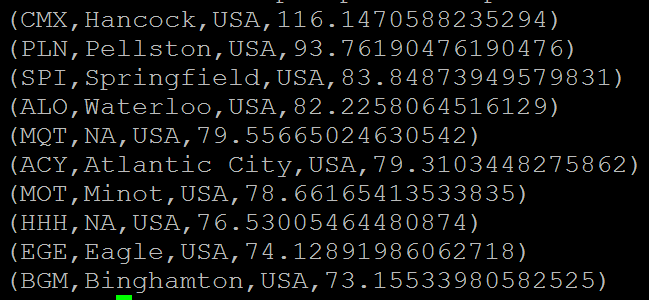 (CMX,Hancock,USA,116.1470588235294)
(PLN,Pellston,USA,93.76190476190476)
(SPI,Springfield,USA,83.84873949579831)
(ALO,Waterloo,USA,82.2258064516129)
(MQT,NA,USA,79.55665024630542)
(ACY,Atlantic City,USA,79.3103448275862)
(MOT,Minot,USA,78.66165413533835)
(HHH,NA,USA,76.53005464480874)
(EGE,Eagle,USA,74.12891986062718)
(BGM,Binghamton,USA,73.15533980582525)